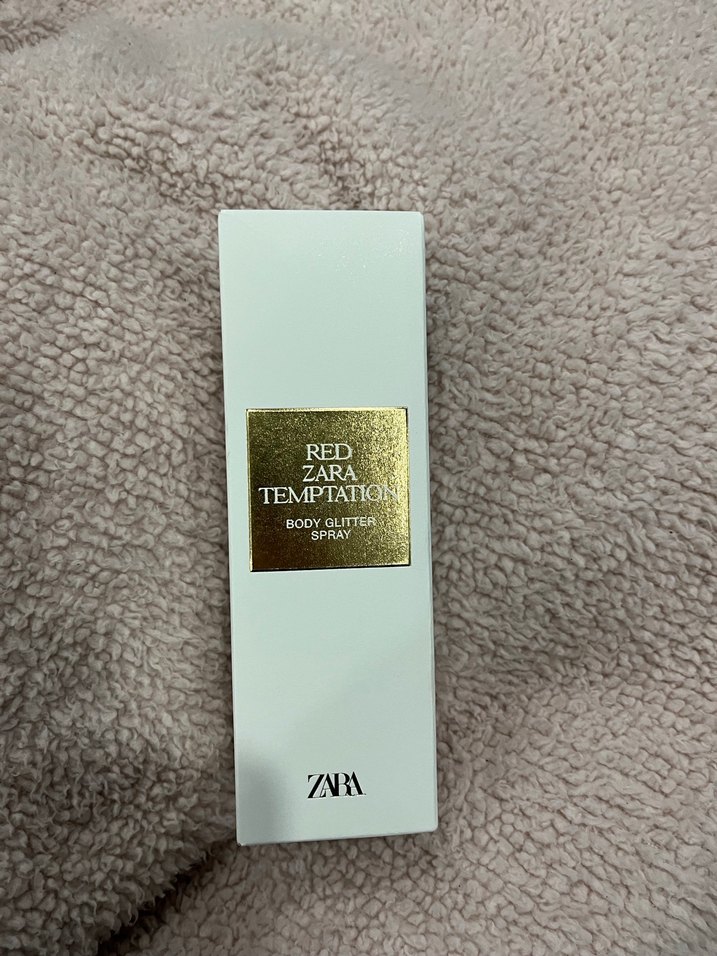 RED
ZARA
TEMPTATION
BODY GLITTER
SPRAY
ZARA